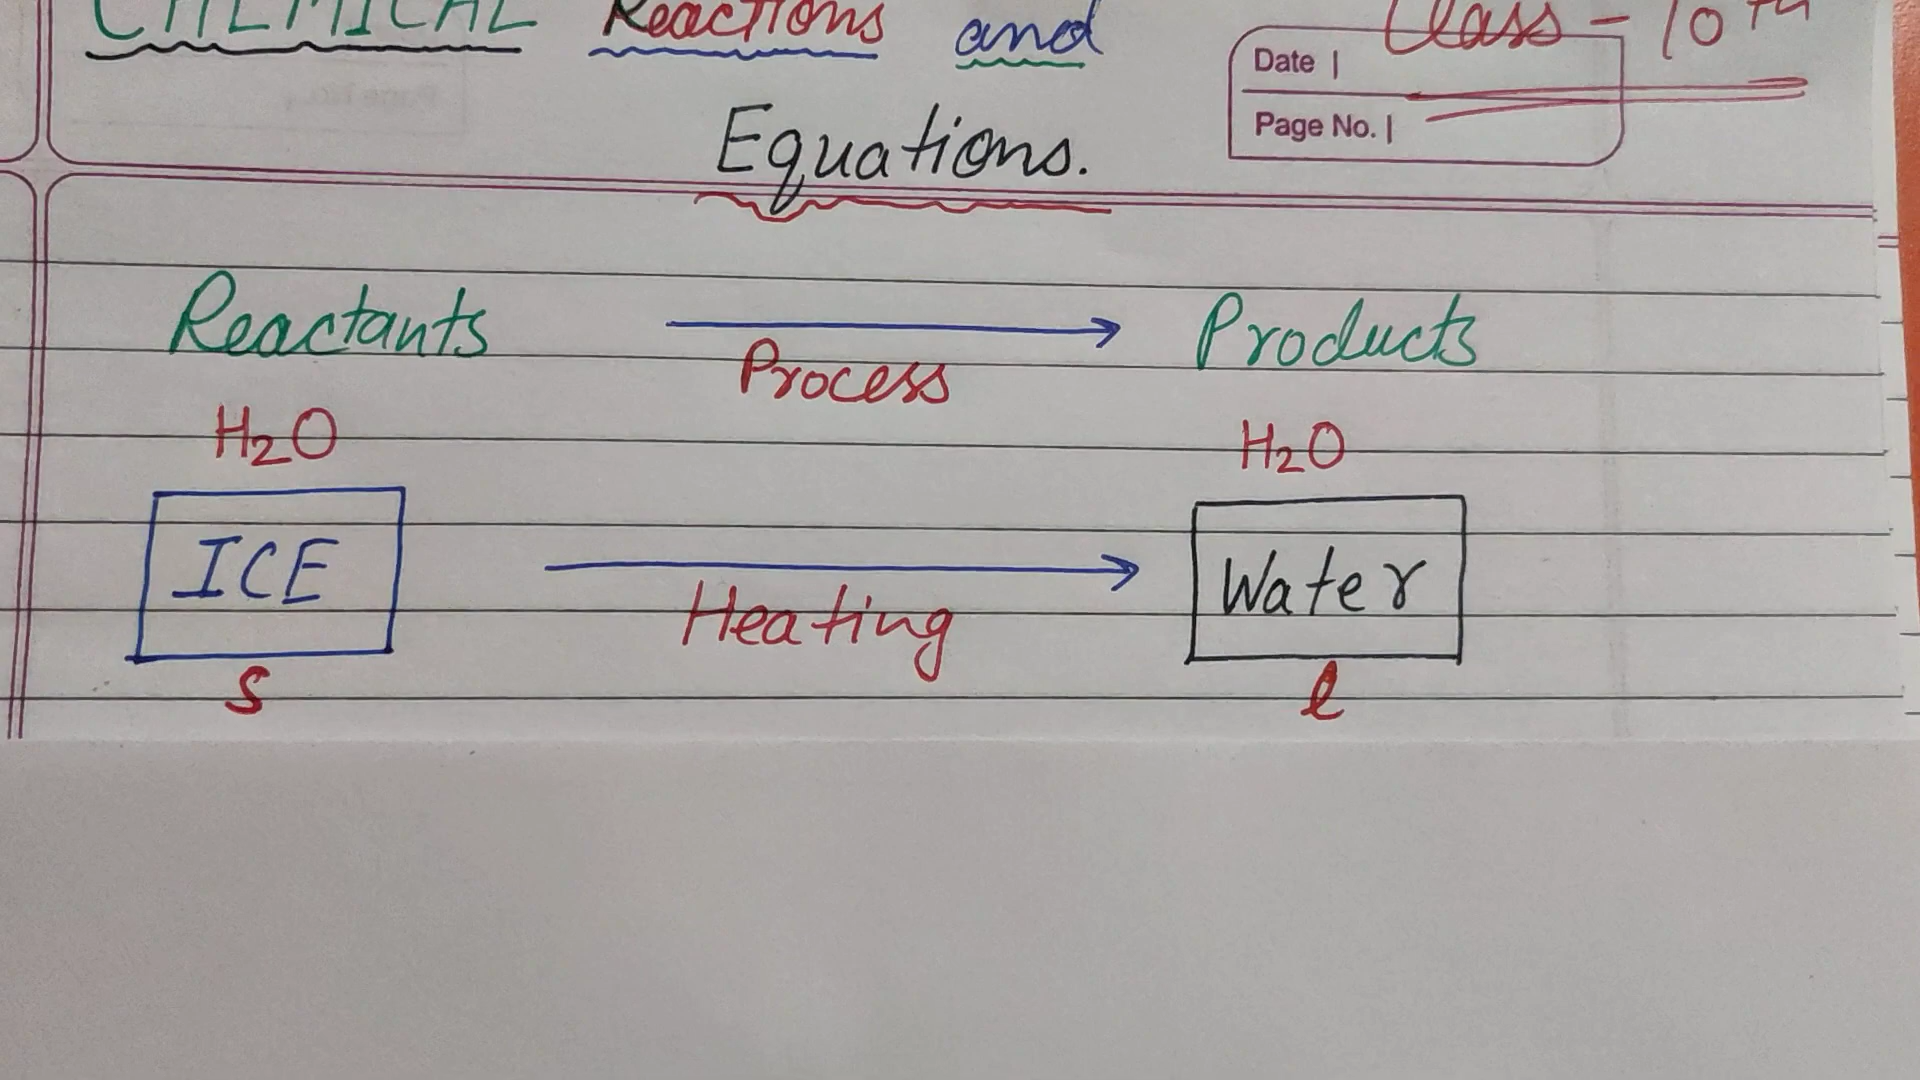 CHEMICAL Reactions and
Class - 10th
Date |
Page No. |
Equations.
Reactants Products
Process
H₂O H₂O
ICE Water
Heating
s l